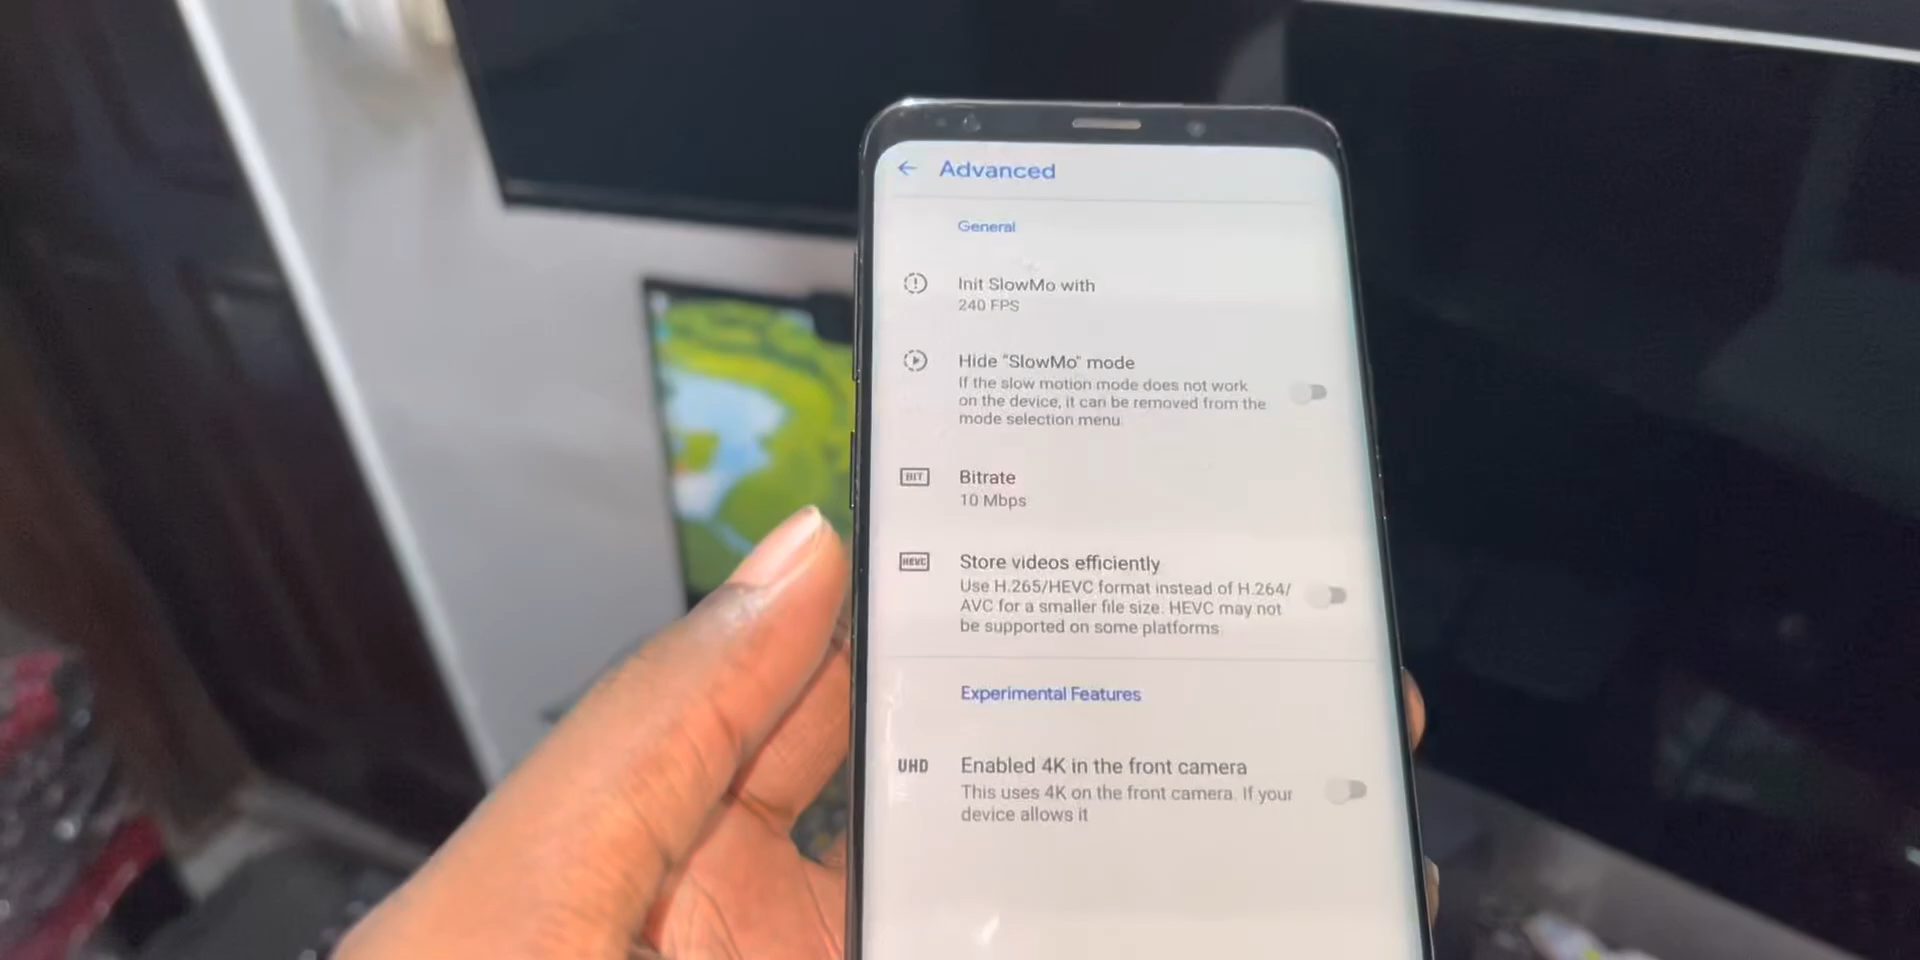 Advanced
General
Init SlowMo with
240 FPS
Hide "SlowMo" mode
If the slow motion mode does not work
on the device, it can be removed from the
mode selection menu
BIT
Bitrate
10 Mbps
HEVC
Store videos efficiently
Use H.265/HEVC format instead of H.264/
AVC for a smaller file size. HEVC may not
be supported on some platforms
Experimental Features
UHD
Enabled 4K in the front camera
This uses 4K on the front camera. If your
device allows it